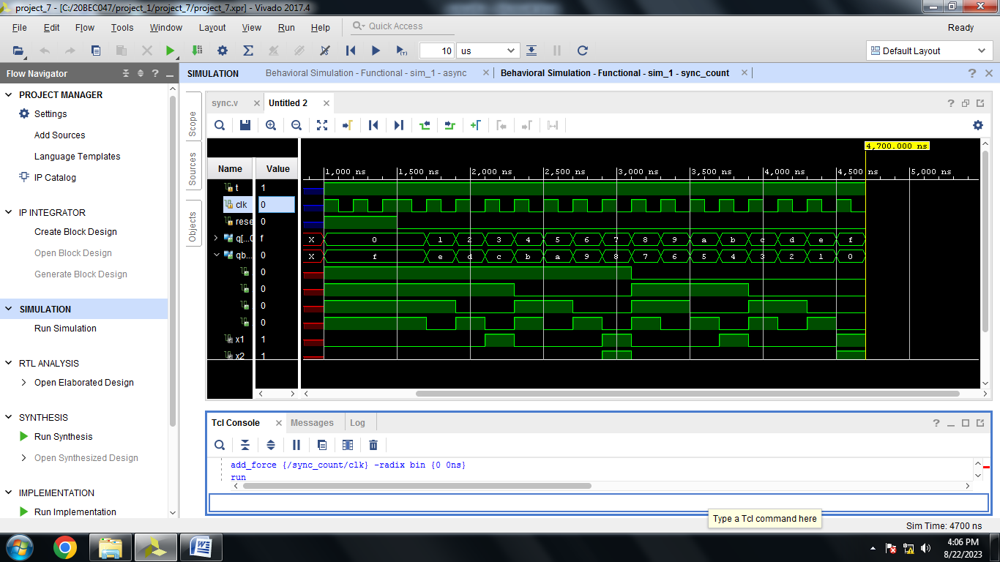 project_7 - [C:/20BEC047/project_1/project_7/project_7.xpr] - Vivado 2017.4
File Edit Flow Tools Window Layout View Run Help Quick Access Ready
10 us Default Layout
Flow Navigator
PROJECT MANAGER
Settings
Add Sources
Language Templates
IP Catalog
IP INTEGRATOR
Create Block Design
Open Block Design
Generate Block Design
SIMULATION
Run Simulation
RTL ANALYSIS
Open Elaborated Design
SYNTHESIS
Run Synthesis
Open Synthesized Design
IMPLEMENTATION
Run Implementation
SIMULATION Behavioral Simulation - Functional - sim_1 - async Behavioral Simulation - Functional - sim_1 - sync_count
Scope
Sources
Objects
sync.v Untitled 2
4,700.000 ns
Name Value 1,000 ns 1,500 ns 2,000 ns 2,500 ns 3,000 ns 3,500 ns 4,000 ns 4,500 ns 5,000 ns
t 1
clk 0
rese 0
q[...0 f X 0 1 2 3 4 5 6 7 8 9 a b c d e f
qb... 0 X f e d c b a 9 8 7 6 5 4 3 2 1 0
0
0
0
0
x1 1
x2 1
Tcl Console Messages Log
add_force {/sync_count/clk} -radix bin {0 0ns}
run
Type a Tcl command here
Sim Time: 4700 ns
4:06 PM
8/22/2023